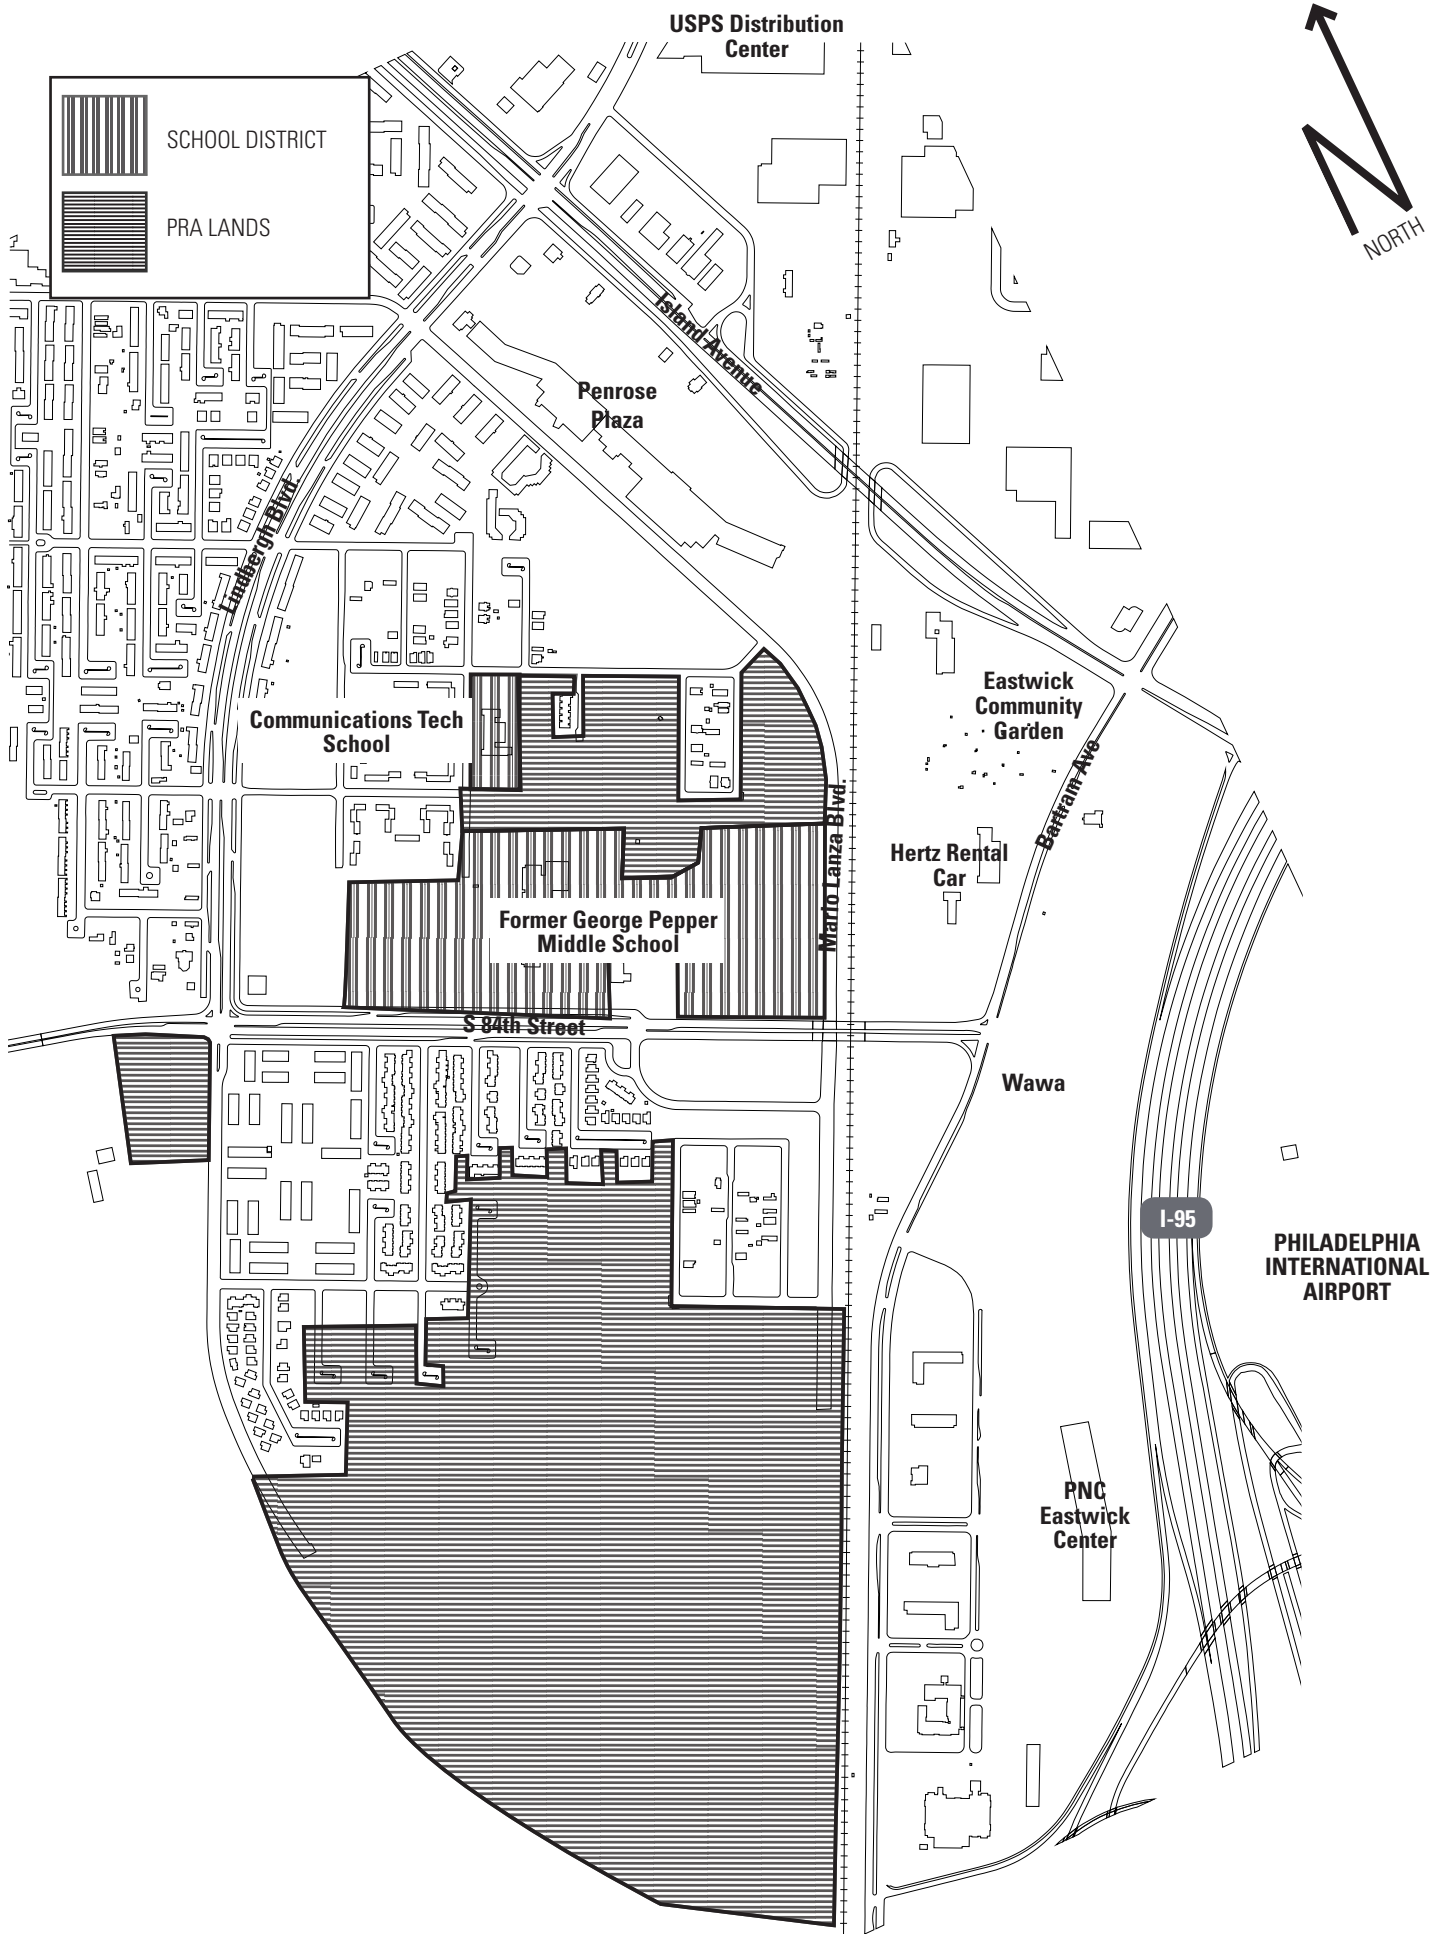 USPS Distribution
Center
SCHOOL DISTRICT
PRA LANDS
NORTH
Island Avenue
Penrose
Plaza
Lindbergh Blvd.
Eastwick
Community
Garden
Communications Tech
School
Bartram Ave
Mario Lanza Blvd.
Hertz Rental
Car
Former George Pepper
Middle School
S 84th Street
Wawa
I-95
PHILADELPHIA
INTERNATIONAL
AIRPORT
PNC
Eastwick
Center